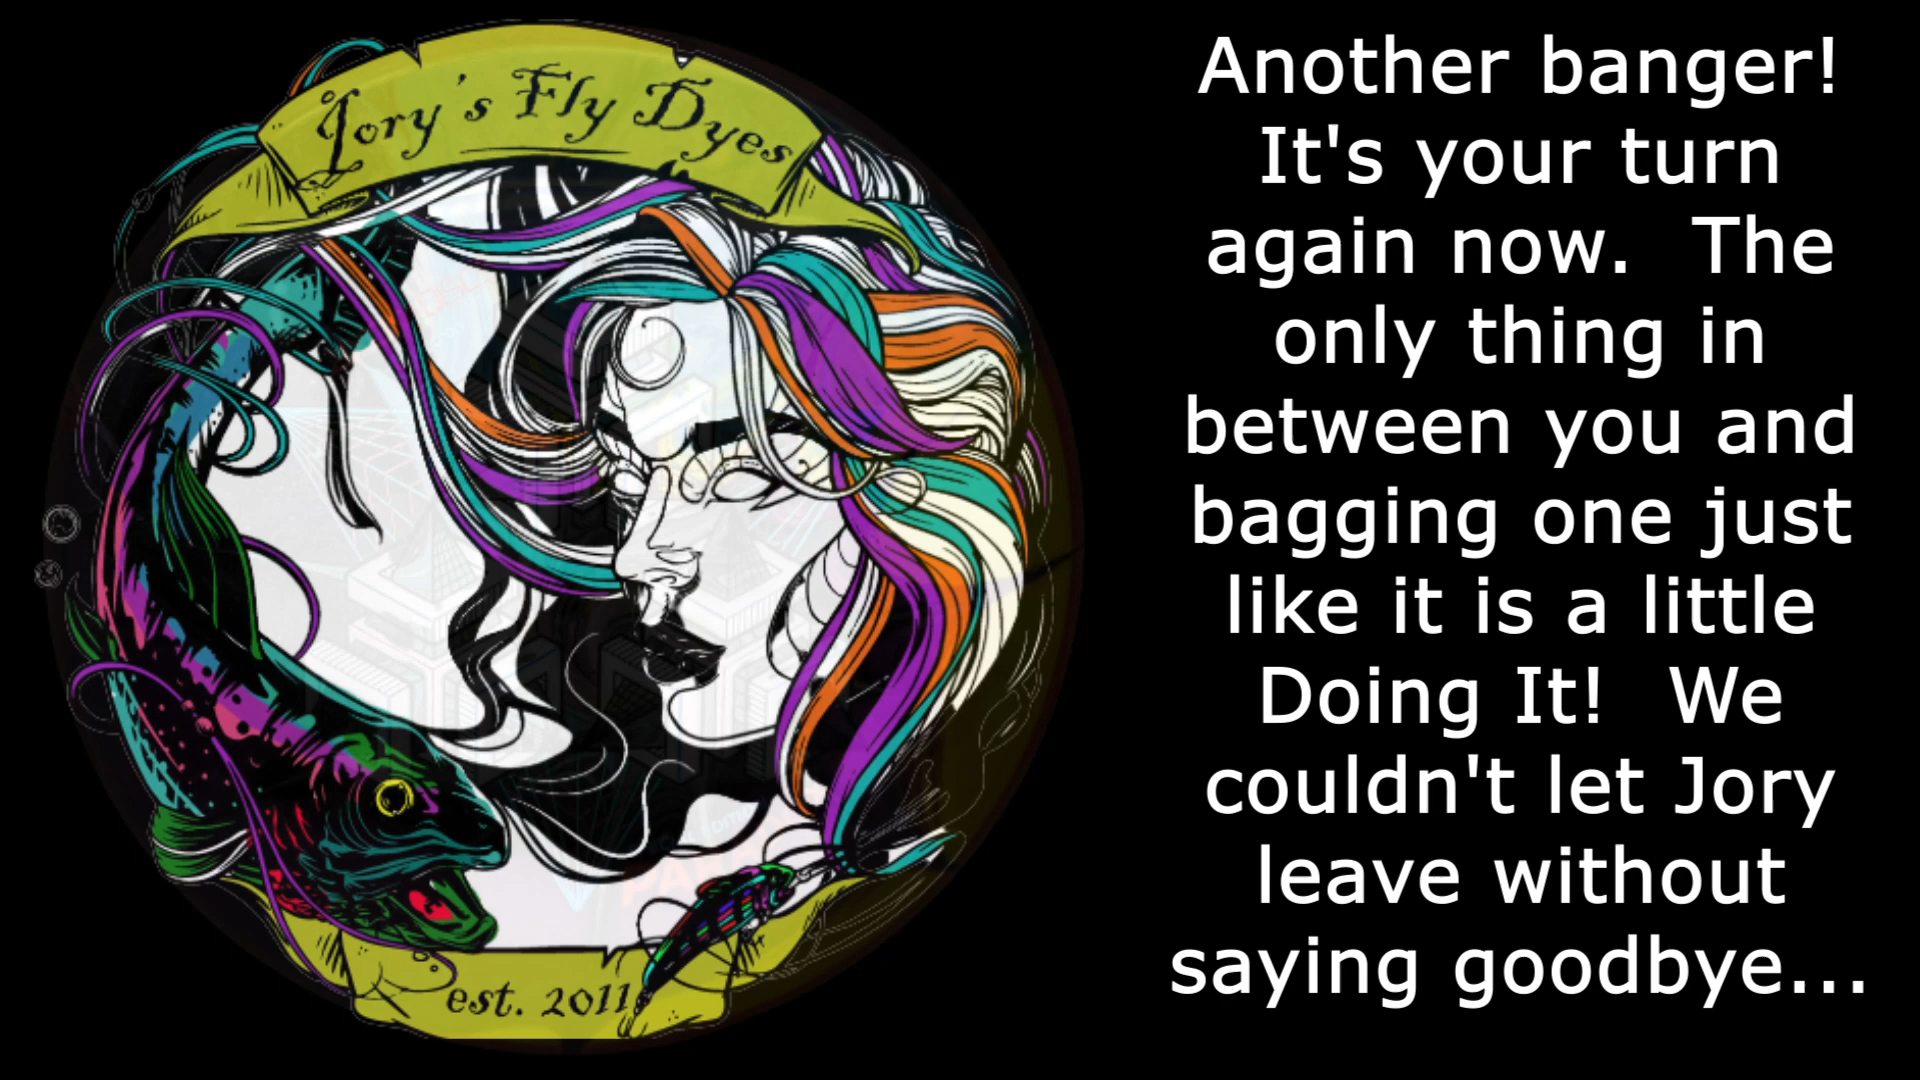 Jory's Fly Dyes
est. 2011
Another banger!
It's your turn
again now.  The
only thing in
between you and
bagging one just
like it is a little
Doing It!  We
couldn't let Jory
leave without
saying goodbye...